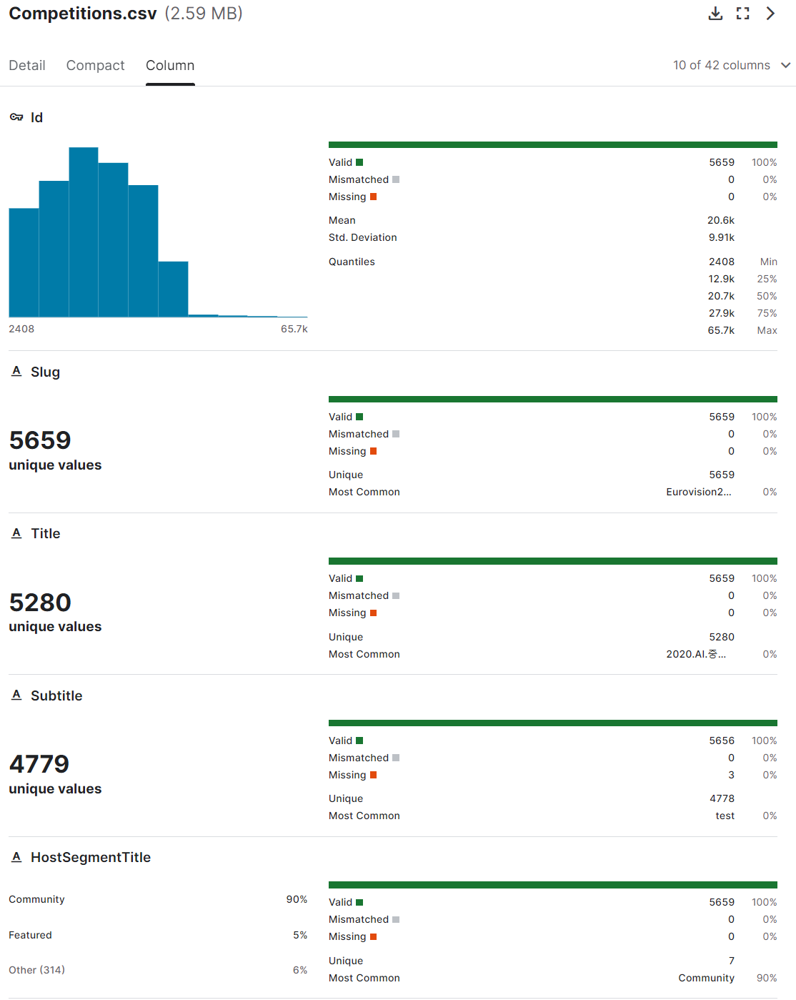 Competitions.csv (2.59 MB)
Detail Compact Column 10 of 42 columns
Id
2408 65.7k
Valid 5659 100%
Mismatched 0 0%
Missing 0 0%
Mean 20.6k
Std. Deviation 9.91k
Quantiles 2408 Min
12.9k 25%
20.7k 50%
27.9k 75%
65.7k Max
A Slug
5659
unique values
Valid 5659 100%
Mismatched 0 0%
Missing 0 0%
Unique 5659
Most Common Eurovision2... 0%
A Title
5280
unique values
Valid 5659 100%
Mismatched 0 0%
Missing 0 0%
Unique 5280
Most Common 2020.AI.중... 0%
A Subtitle
4779
unique values
Valid 5656 100%
Mismatched 0 0%
Missing 3 0%
Unique 4778
Most Common test 0%
A HostSegmentTitle
Community 90%
Featured 5%
Other (314) 6%
Valid 5659 100%
Mismatched 0 0%
Missing 0 0%
Unique 7
Most Common Community 90%